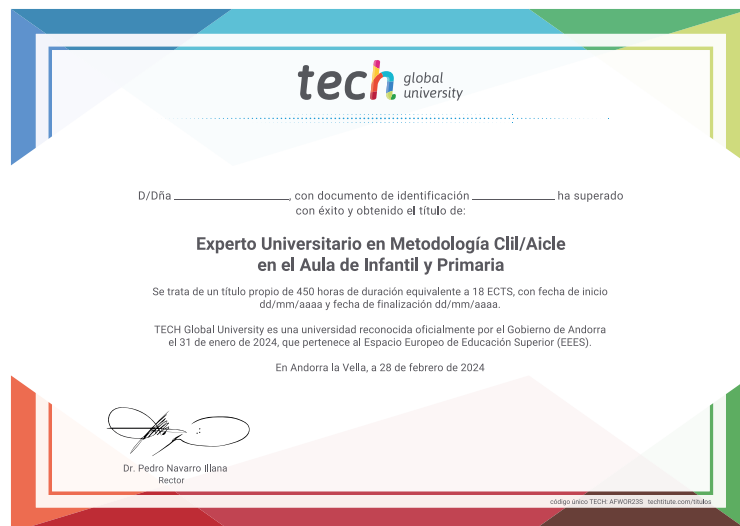 tech global
university
D/Dña ______________, con documento de identificación __________ ha superado
con éxito y obtenido el título de:
Experto Universitario en Metodología Clil/Aicle
en el Aula de Infantil y Primaria
Se trata de un título propio de 450 horas de duración equivalente a 18 ECTS, con fecha de inicio
dd/mm/aaaa y fecha de finalización dd/mm/aaaa.
TECH Global University es una universidad reconocida oficialmente por el Gobierno de Andorra
el 31 de enero de 2024, que pertenece al Espacio Europeo de Educación Superior (EEES).
En Andorra la Vella, a 28 de febrero de 2024
Dr. Pedro Navarro Illana
Rector
código único TECH: AFWOR23S techtitute.com/titulos